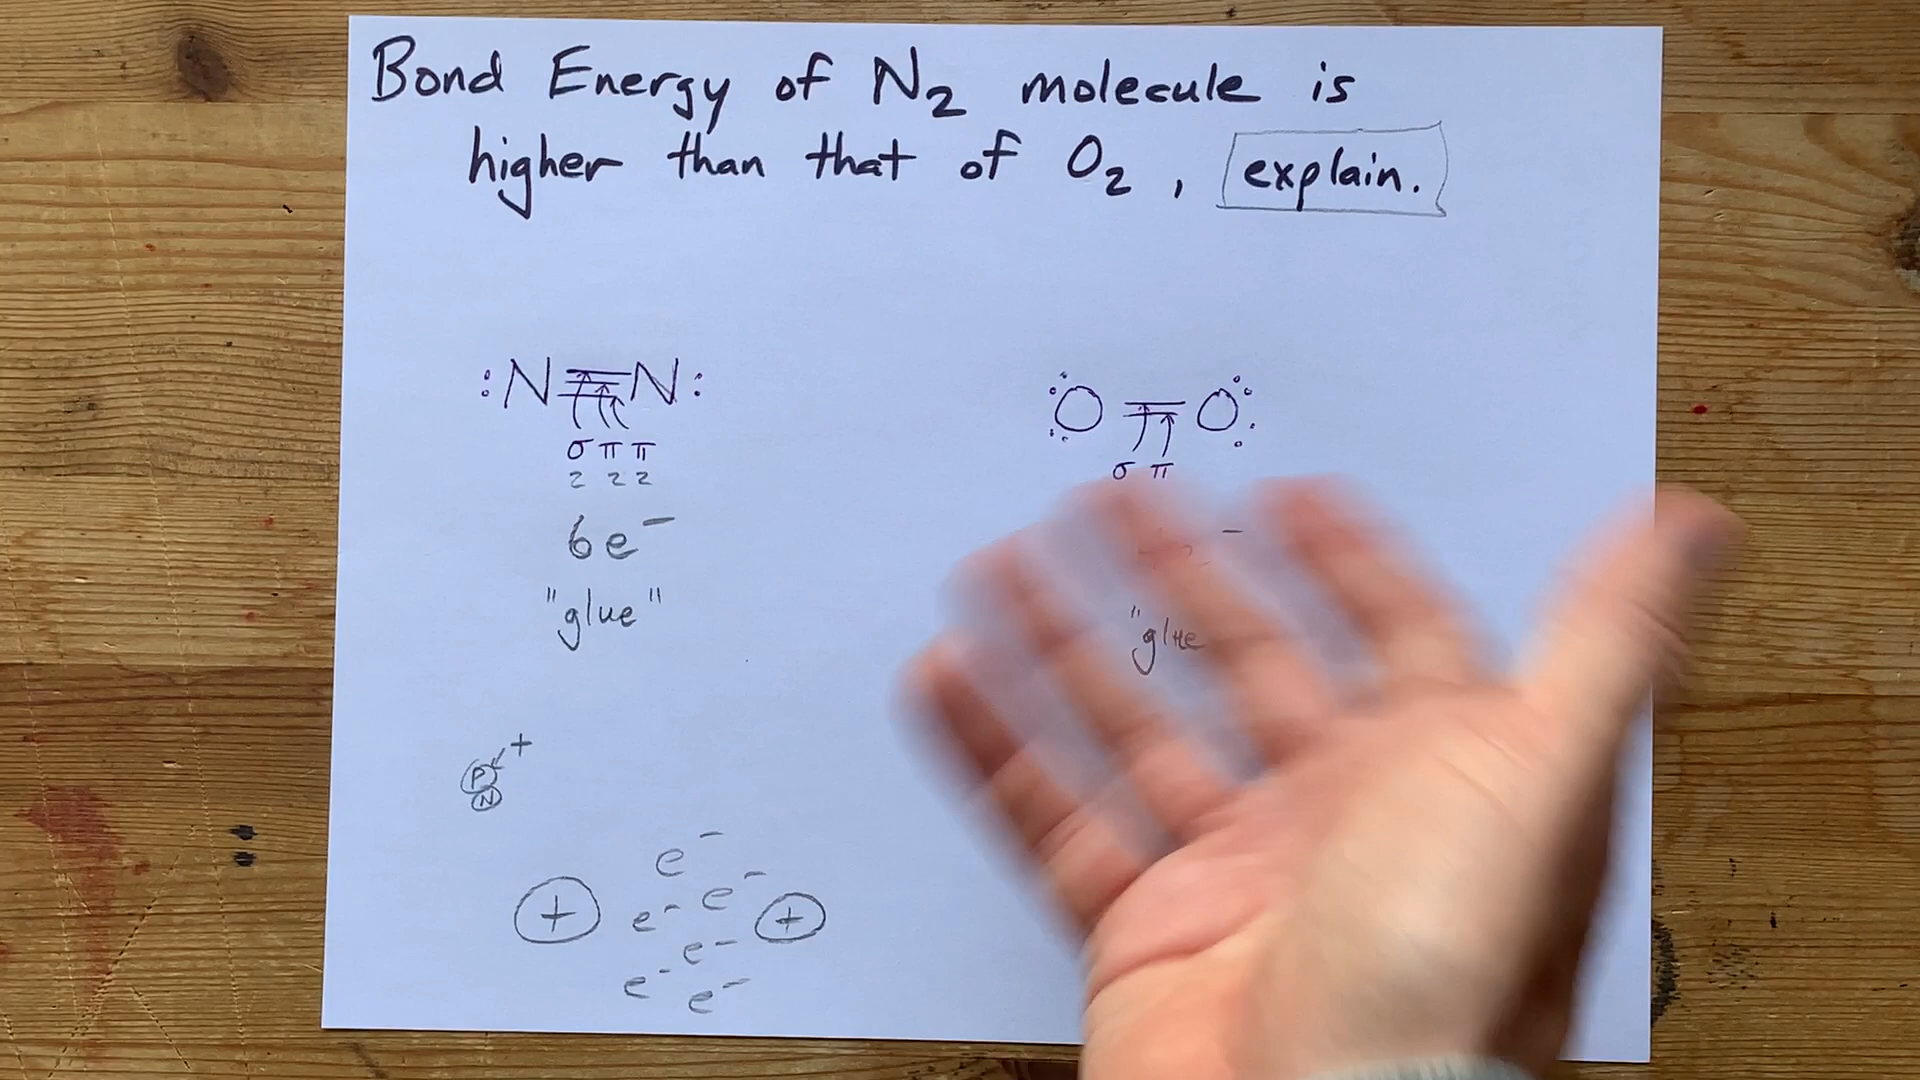 Bond Energy of N2 molecule is
higher than that of O2, explain.
:N≡N:
σ π π
2 2 2
6e⁻
"glue"
O=O
σ π
"glue
+
P
N
e⁻
e⁻
+ e⁻ +
e⁻
e⁻ e⁻